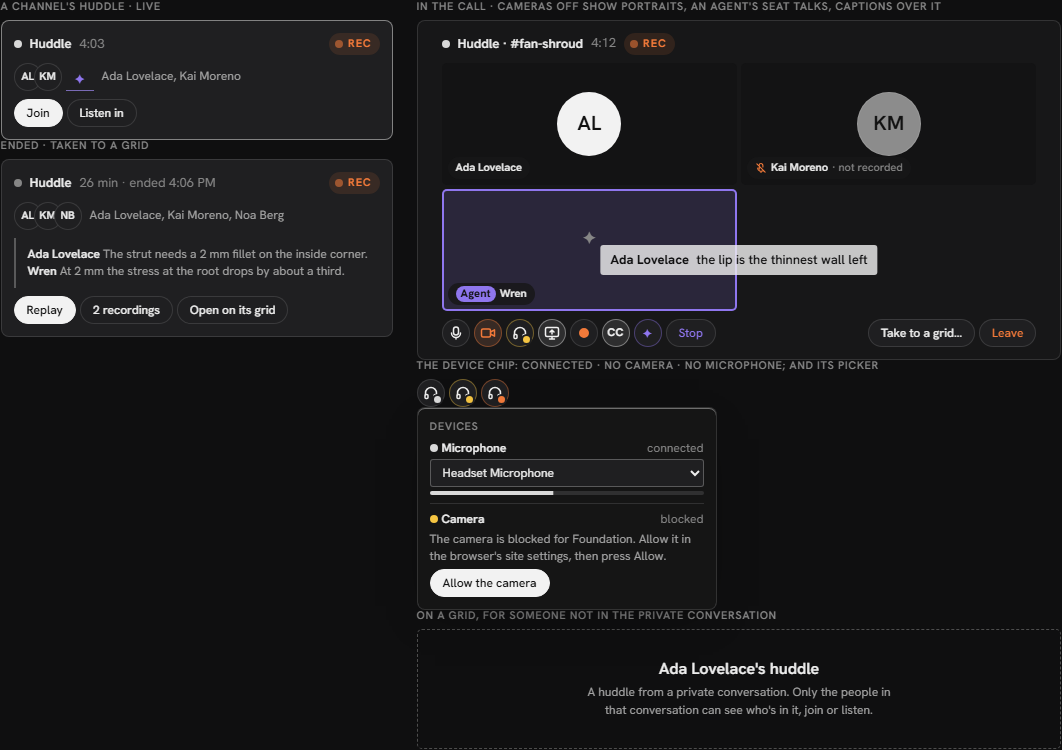 A CHANNEL'S HUDDLE · LIVE
Huddle 4:03 REC
AL KM Ada Lovelace, Kai Moreno
Join Listen in
ENDED · TAKEN TO A GRID
Huddle 26 min · ended 4:06 PM REC
AL KM NB Ada Lovelace, Kai Moreno, Noa Berg
Ada Lovelace The strut needs a 2 mm fillet on the inside corner.
Wren At 2 mm the stress at the root drops by about a third.
Replay 2 recordings Open on its grid
IN THE CALL · CAMERAS OFF SHOW PORTRAITS, AN AGENT'S SEAT TALKS, CAPTIONS OVER IT
Huddle · #fan-shroud 4:12 REC
AL
Ada Lovelace
KM
Kai Moreno · not recorded
Ada Lovelace the lip is the thinnest wall left
Agent Wren
CC Stop Take to a grid... Leave
THE DEVICE CHIP: CONNECTED · NO CAMERA · NO MICROPHONE; AND ITS PICKER
DEVICES
Microphone connected
Headset Microphone
Camera blocked
The camera is blocked for Foundation. Allow it in
the browser's site settings, then press Allow.
Allow the camera
ON A GRID, FOR SOMEONE NOT IN THE PRIVATE CONVERSATION
Ada Lovelace's huddle
A huddle from a private conversation. Only the people in
that conversation can see who's in it, join or listen.